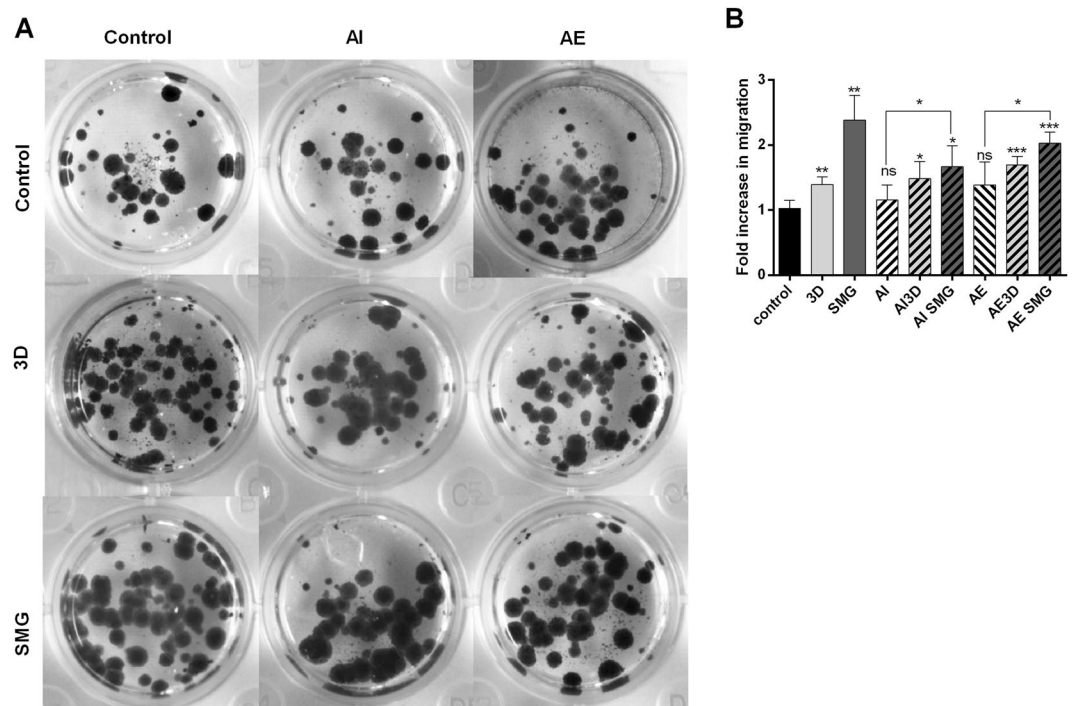 A
Control
AI
AE
Control
3D
SMG
B
Fold increase in migration
3
2
1
0
**
**
ns
*
*
*
ns
***
***
*
control
3D
SMG
AI
AI3D
AI SMG
AE
AE3D
AE SMG